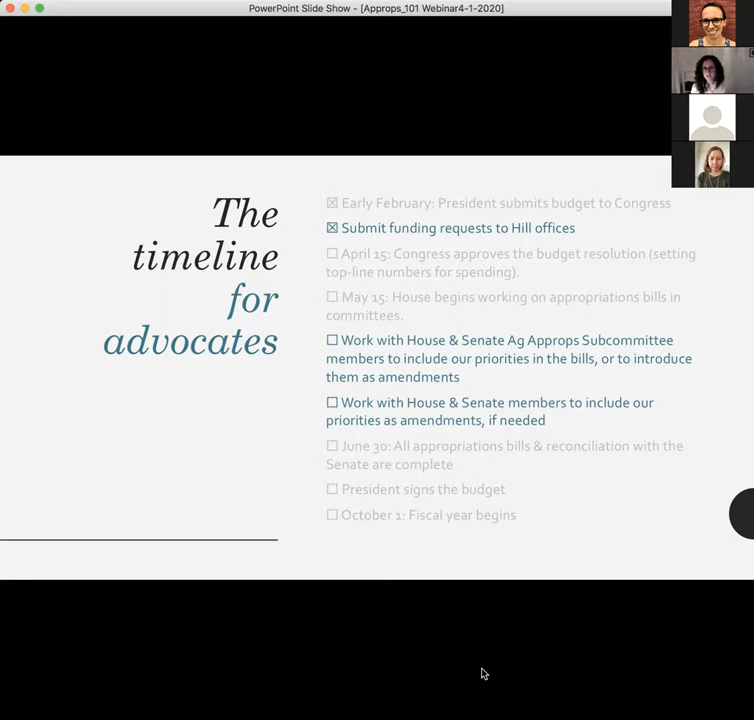 PowerPoint Slide Show - [Approps_101 Webinar4-1-2020]
The
timeline
for
advocates
☒ Early February: President submits budget to Congress
☒ Submit funding requests to Hill offices
☐ April 15: Congress approves the budget resolution (setting
top-line numbers for spending).
☐ May 15: House begins working on appropriations bills in
committees.
☐ Work with House & Senate Ag Approps Subcommittee
members to include our priorities in the bills, or to introduce
them as amendments
☐ Work with House & Senate members to include our
priorities as amendments, if needed
☐ June 30: All appropriations bills & reconciliation with the
Senate are complete
☐ President signs the budget
☐ October 1: Fiscal year begins